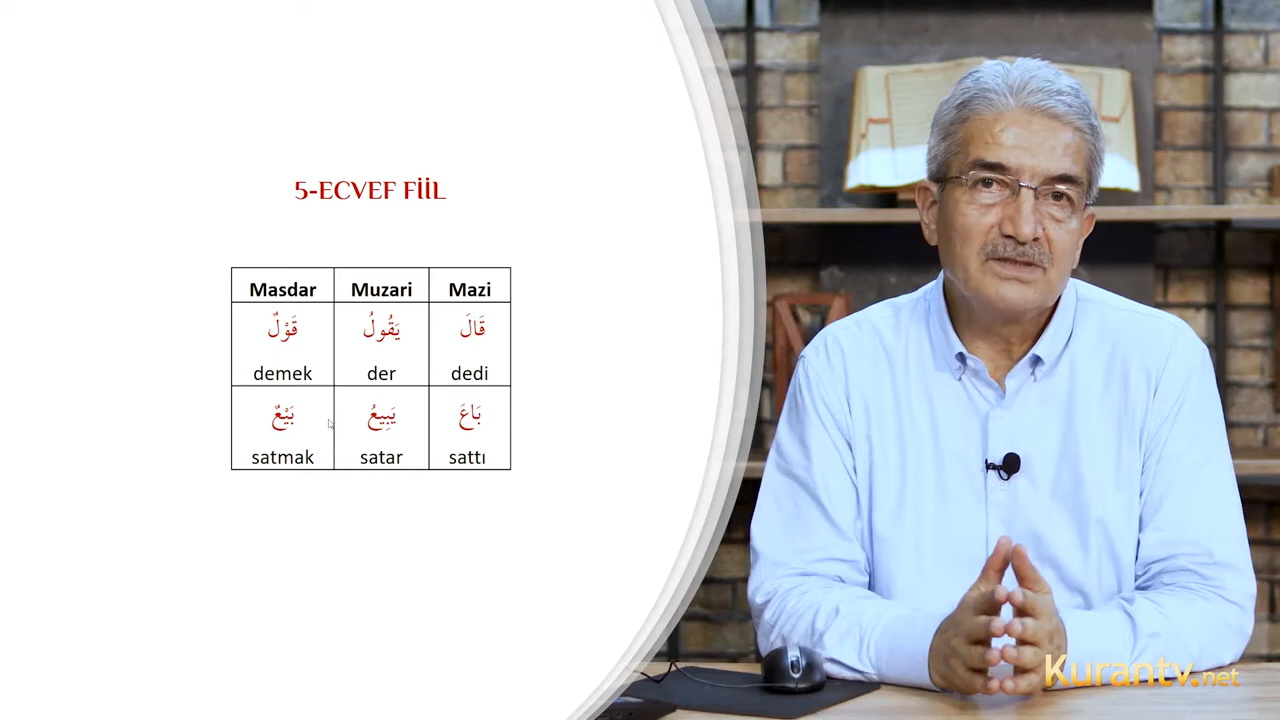 5-ECVEF FİİL
Masdar Muzari Mazi
قَوْلٌ يَقُولُ قَالَ
demek der dedi
بَيْعٌ يَبِيعُ بَاعَ
satmak satar sattı
Kurantv.net